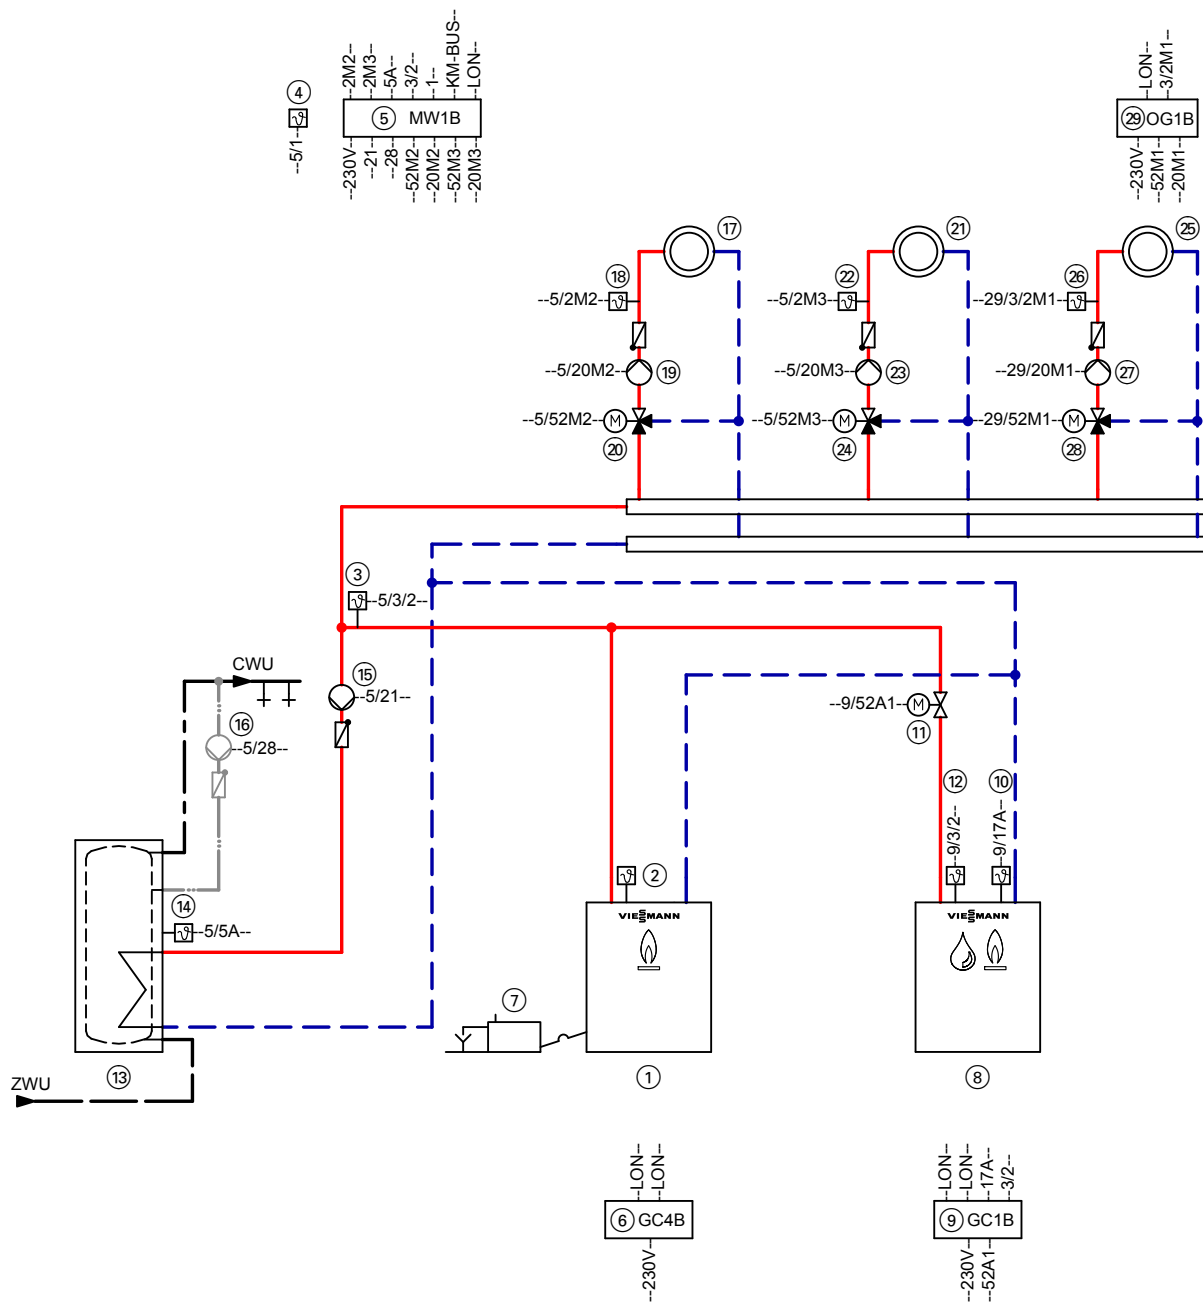 2M2--
2M3--
5A--
3/2--
1--
KM-BUS--
LON--
4
--5/1--
5 MW1B
--230V
--21
--28
--52M2
--20M2
--52M3
--20M3
LON--
3/2M1--
29 OG1B
--230V
--52M1
--20M1
17
21
25
18
22
26
--5/2M2--
--5/2M3--
--29/3/2M1--
--5/20M2--
19
--5/20M3--
23
--29/20M1--
27
--5/52M2--
M
--5/52M3--
M
--29/52M1--
M
20
24
28
3
--5/3/2--
CWU
15
--5/21--
16
--5/28--
--9/52A1--
M
11
12
10
--9/3/2--
--9/17A--
14
--5/5A--
2
VIESMANN
VIESMANN
7
13
1
8
ZWU
LON--
LON--
6 GC4B
--230V
LON--
LON--
17A--
3/2--
9 GC1B
--230V
--52A1